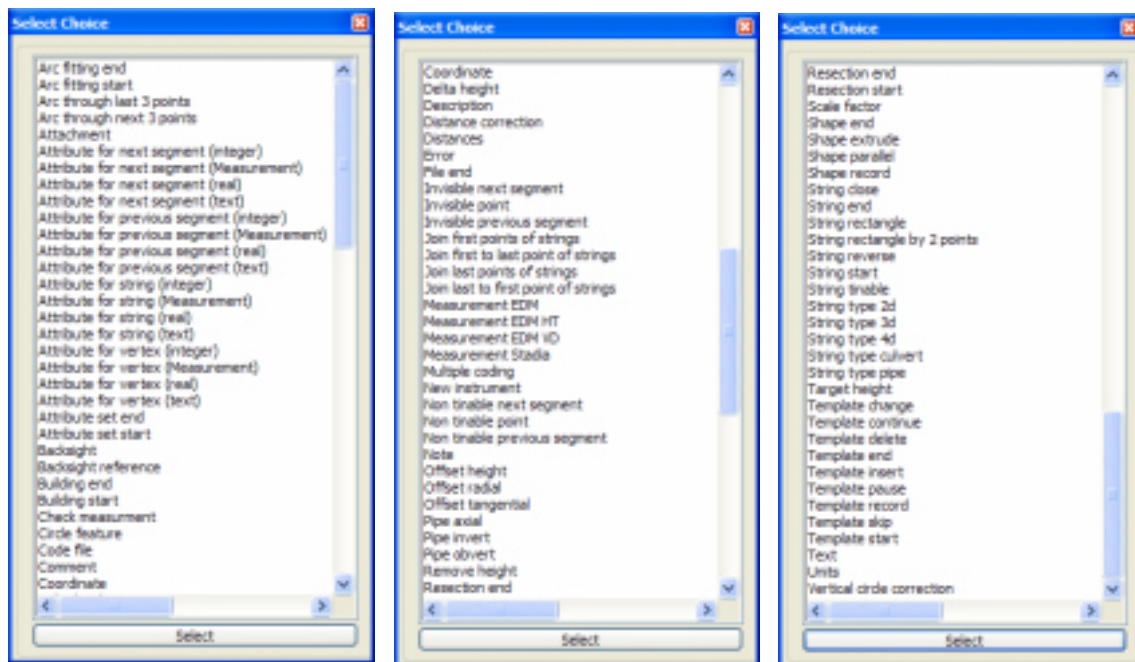 Select Choice
Arc fitting end
Arc fitting start
Arc through last 3 points
Arc through next 3 points
Attachment
Attribute for next segment (integer)
Attribute for next segment (Measurement)
Attribute for next segment (real)
Attribute for next segment (text)
Attribute for previous segment (integer)
Attribute for previous segment (Measurement)
Attribute for previous segment (real)
Attribute for previous segment (text)
Attribute for string (integer)
Attribute for string (Measurement)
Attribute for string (real)
Attribute for string (text)
Attribute for vertex (integer)
Attribute for vertex (Measurement)
Attribute for vertex (real)
Attribute for vertex (text)
Attribute set end
Attribute set start
Backsight
Backsight reference
Building end
Building start
Check measurment
Circle feature
Code file
Comment
Coordinate
Select
Select Choice
Coordinate
Delta height
Description
Distance correction
Distances
Error
File end
Invisible next segment
Invisible point
Invisible previous segment
Join first points of strings
Join first to last point of strings
Join last points of strings
Join last to first point of strings
Measurement EDM
Measurement EDM HT
Measurement EDM VD
Measurement Stadia
Multiple coding
New instrument
Non tinable next segment
Non tinable point
Non tinable previous segment
Note
Offset height
Offset radial
Offset tangential
Pipe axial
Pipe invert
Pipe obvert
Remove height
Resection end
Select
Select Choice
Resection end
Resection start
Scale factor
Shape end
Shape extrude
Shape parallel
Shape record
String close
String end
String rectangle
String rectangle by 2 points
String reverse
String start
String tinable
String type 2d
String type 3d
String type 4d
String type culvert
String type pipe
Target height
Template change
Template continue
Template delete
Template end
Template insert
Template pause
Template record
Template skip
Template start
Text
Units
Vertical circle correction
Select